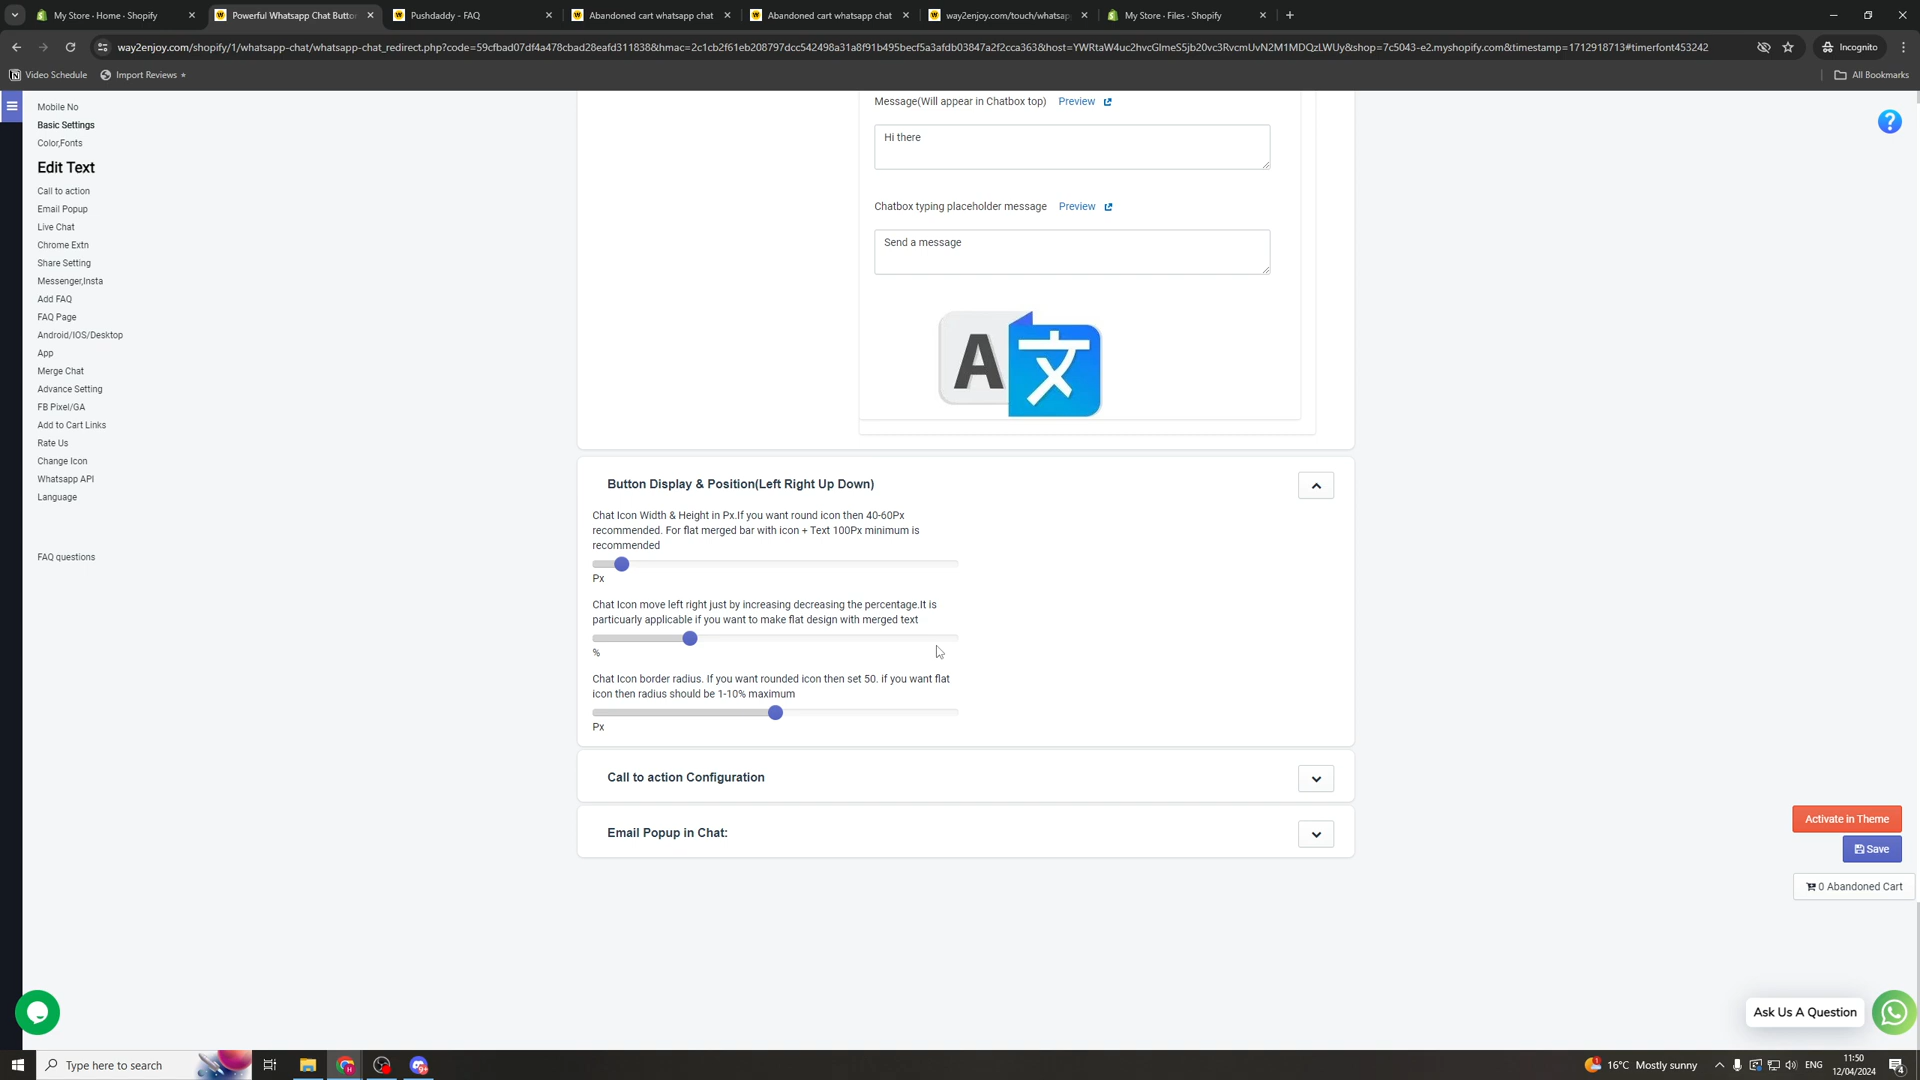 My Store · Home · Shopify
Powerful Whatsapp Chat Button
Pushdaddy - FAQ
Abandoned cart whatsapp chat
Abandoned cart whatsapp chat
way2enjoy.com/touch/whatsap
My Store · Files · Shopify
way2enjoy.com/shopify/1/whatsapp-chat/whatsapp-chat_redirect.php?code=59cfbad07df4a478cbad28eafd311838&hmac=2c1cb2f61eb208797dcc542498a31a8f91b495becf5a3afdb03847a2f2cca363&host=YWRtaW4uc2hvcGlmeS5jb20vc3RvcmUvN2M1MDQzLWUy&shop=7c5043-e2.myshopify.com&timestamp=1712918713#timerfont453242
Incognito
Video Schedule
Import Reviews
All Bookmarks
Mobile No
Basic Settings
Color,Fonts
Edit Text
Call to action
Email Popup
Live Chat
Chrome Extn
Share Setting
Messenger,Insta
Add FAQ
FAQ Page
Android/IOS/Desktop
App
Merge Chat
Advance Setting
FB Pixel/GA
Add to Cart Links
Rate Us
Change Icon
Whatsapp API
Language
FAQ questions
Message(Will appear in Chatbox top) Preview
Hi there
Chatbox typing placeholder message Preview
Send a message
A 文
Button Display & Position(Left Right Up Down)
Chat Icon Width & Height in Px.If you want round icon then 40-60Px
recommended. For flat merged bar with icon + Text 100Px minimum is
recommended
Px
Chat Icon move left right just by increasing decreasing the percentage.It is
particuarly applicable if you want to make flat design with merged text
%
Chat Icon border radius. If you want rounded icon then set 50. if you want flat
icon then radius should be 1-10% maximum
Px
Call to action Configuration
Email Popup in Chat:
?
Activate in Theme
Save
0 Abandoned Cart
Ask Us A Question
Type here to search
16°C Mostly sunny
ENG
11:50
12/04/2024